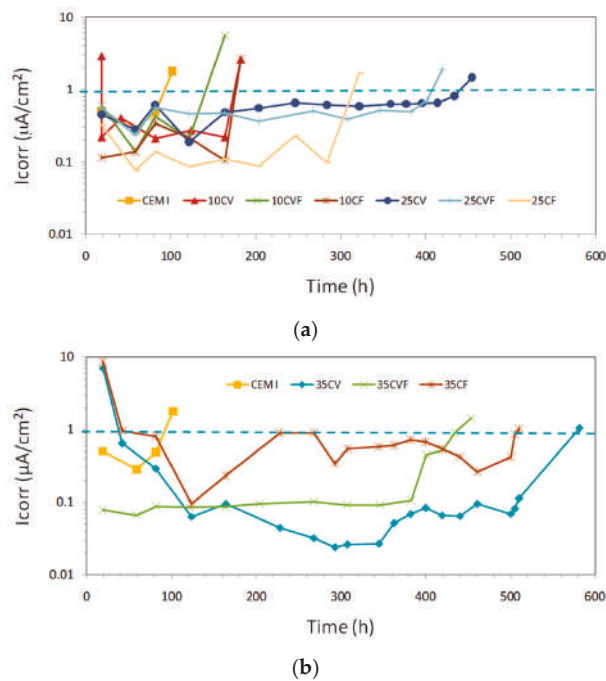 (a)
10
1
0.1
0.01
Icorr (µA/cm²)
CEM I 10CV 10CVF 10CF 25CV 25CVF 25CF
0 100 200 300 400 500 600
Time (h)
(a)
10
1
0.1
0.01
Icorr (µA/cm²)
CEM I 35CV 35CVF 35CF
0 100 200 300 400 500 600
Time (h)
(b)